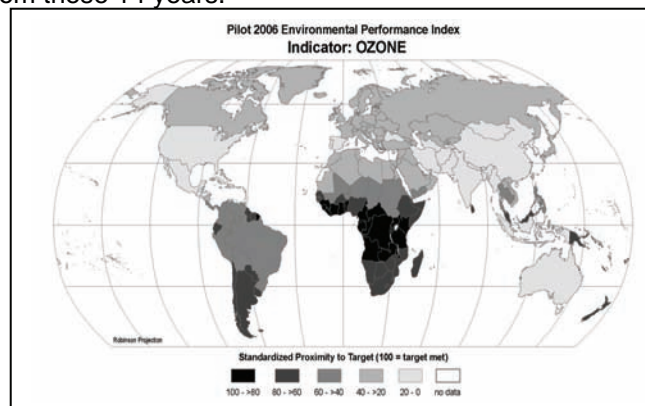 from these 14 years.
Pilot 2006 Environmental Performance Index
Indicator: OZONE
Robinson Projection
Standardized Proximity to Target (100 = target met)
100 - >80 80 - >60 60 - >40 40 - >20 20 - 0 no data